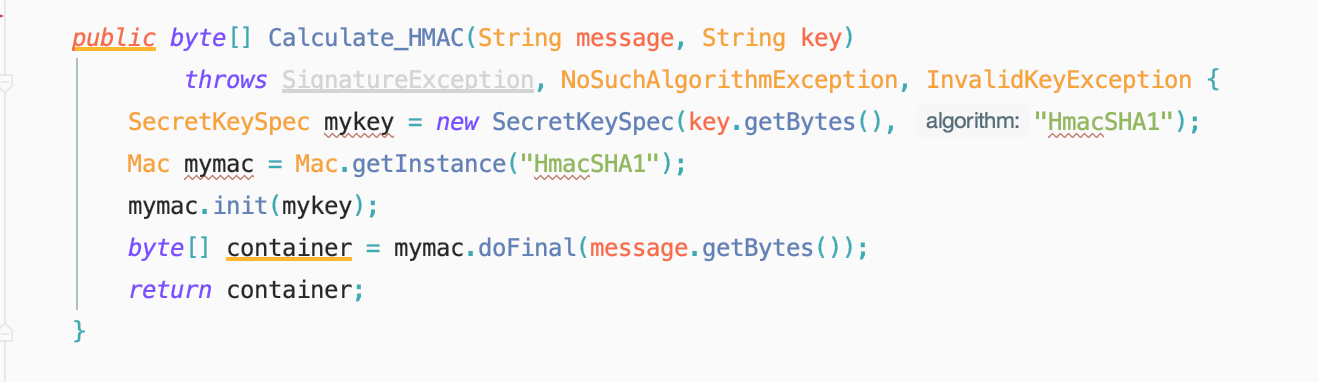 public byte[] Calculate_HMAC(String message, String key)
throws SignatureException, NoSuchAlgorithmException, InvalidKeyException {
SecretKeySpec mykey = new SecretKeySpec(key.getBytes(), algorithm: "HmacSHA1");
Mac mymac = Mac.getInstance("HmacSHA1");
mymac.init(mykey);
byte[] container = mymac.doFinal(message.getBytes());
return container;
}